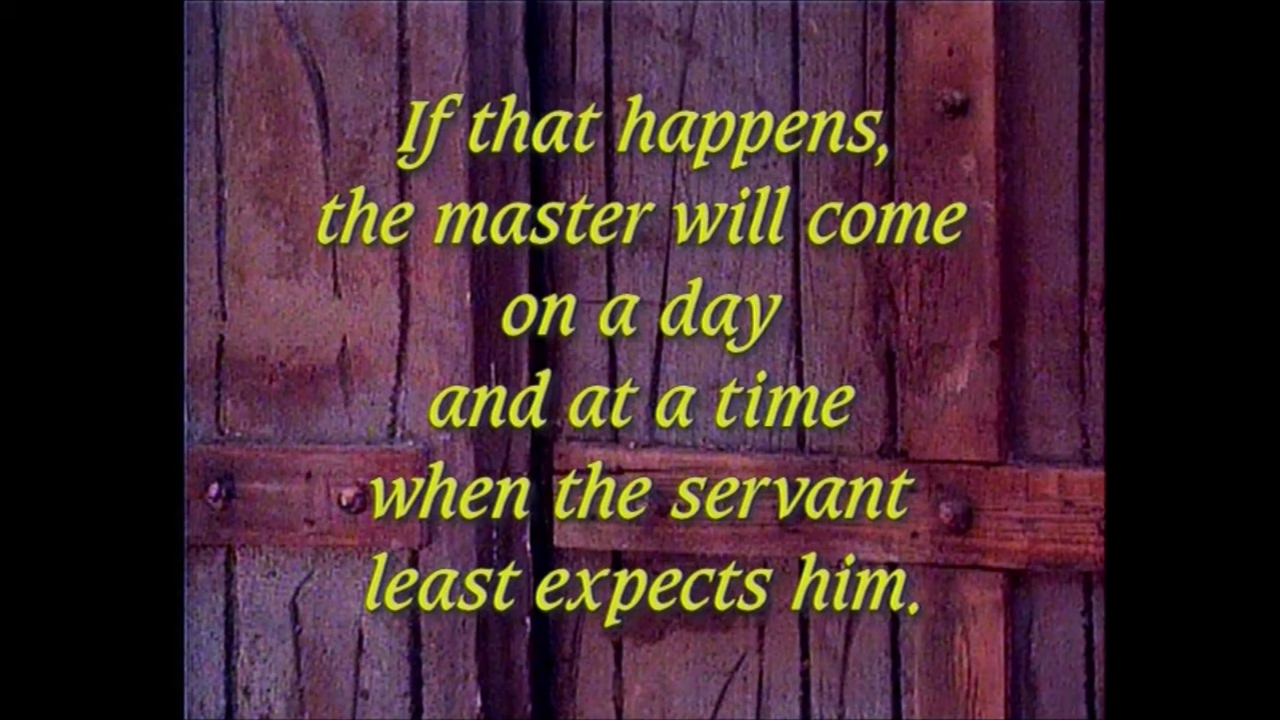 If that happens,
the master will come
on a day
and at a time
when the servant
least expects him.